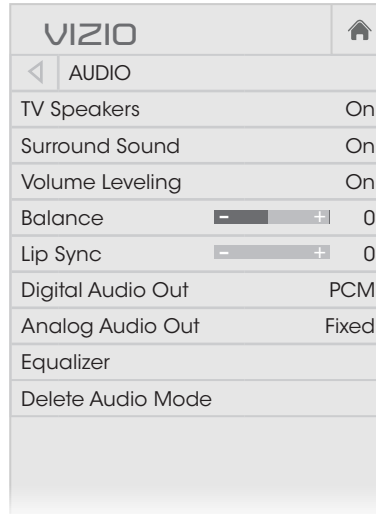 VIZIO
AUDIO
TV Speakers On
Surround Sound On
Volume Leveling On
Balance - + 0
Lip Sync - + 0
Digital Audio Out PCM
Analog Audio Out Fixed
Equalizer
Delete Audio Mode